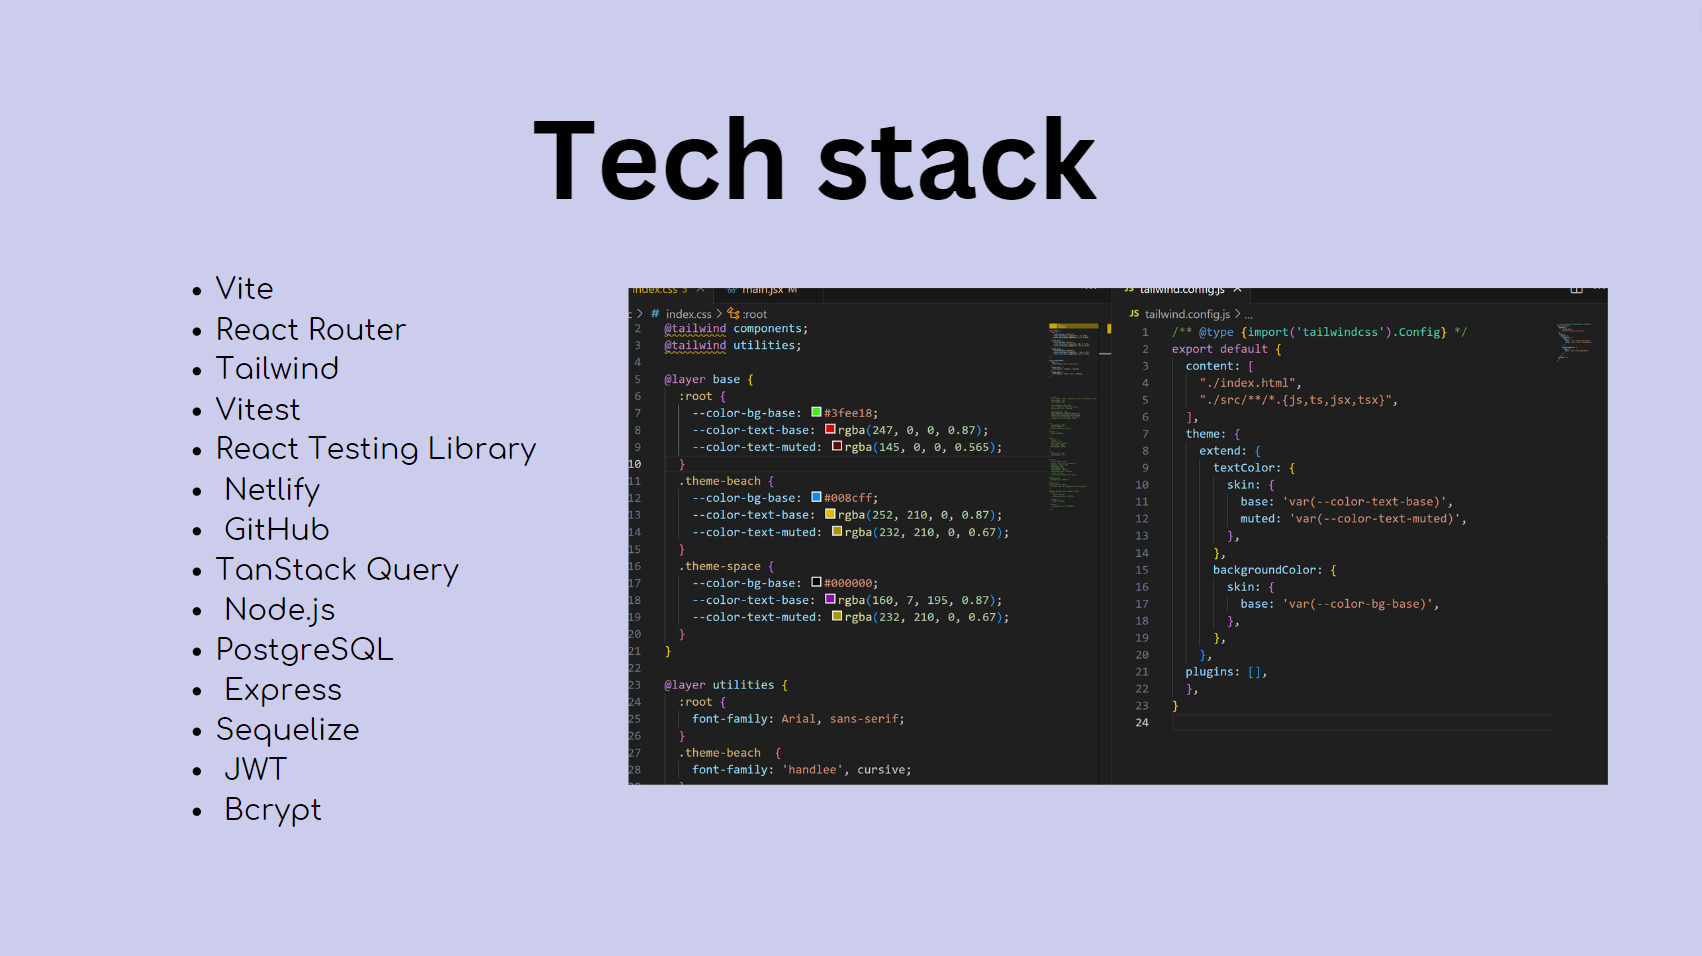 Tech stack
• Vite
• React Router
• Tailwind
• Vitest
• React Testing Library
• Netlify
• GitHub
• TanStack Query
• Node.js
• PostgreSQL
• Express
• Sequelize
• JWT
• Bcrypt
index.css 3 main.jsx M
c > # index.css > :root
2 @tailwind components;
3 @tailwind utilities;
4
5 @layer base {
6 :root {
7 --color-bg-base: #3fee18;
8 --color-text-base: rgba(247, 0, 0, 0.87);
9 --color-text-muted: rgba(145, 0, 0, 0.565);
10 }
11 .theme-beach {
12 --color-bg-base: #008cff;
13 --color-text-base: rgba(252, 210, 0, 0.87);
14 --color-text-muted: rgba(232, 210, 0, 0.67);
15 }
16 .theme-space {
17 --color-bg-base: #000000;
18 --color-text-base: rgba(160, 7, 195, 0.87);
19 --color-text-muted: rgba(232, 210, 0, 0.67);
20 }
21 }
22
23 @layer utilities {
24 :root {
25 font-family: Arial, sans-serif;
26 }
27 .theme-beach {
28 font-family: 'handlee', cursive;
JS tailwind.config.js ×
JS tailwind.config.js > ...
1 /** @type {import('tailwindcss').Config} */
2 export default {
3 content: [
4 "./index.html",
5 "./src/**/*.{js,ts,jsx,tsx}",
6 ],
7 theme: {
8 extend: {
9 textColor: {
10 skin: {
11 base: 'var(--color-text-base)',
12 muted: 'var(--color-text-muted)',
13 },
14 },
15 backgroundColor: {
16 skin: {
17 base: 'var(--color-bg-base)',
18 },
19 },
20 },
21 plugins: [],
22 },
23 }
24